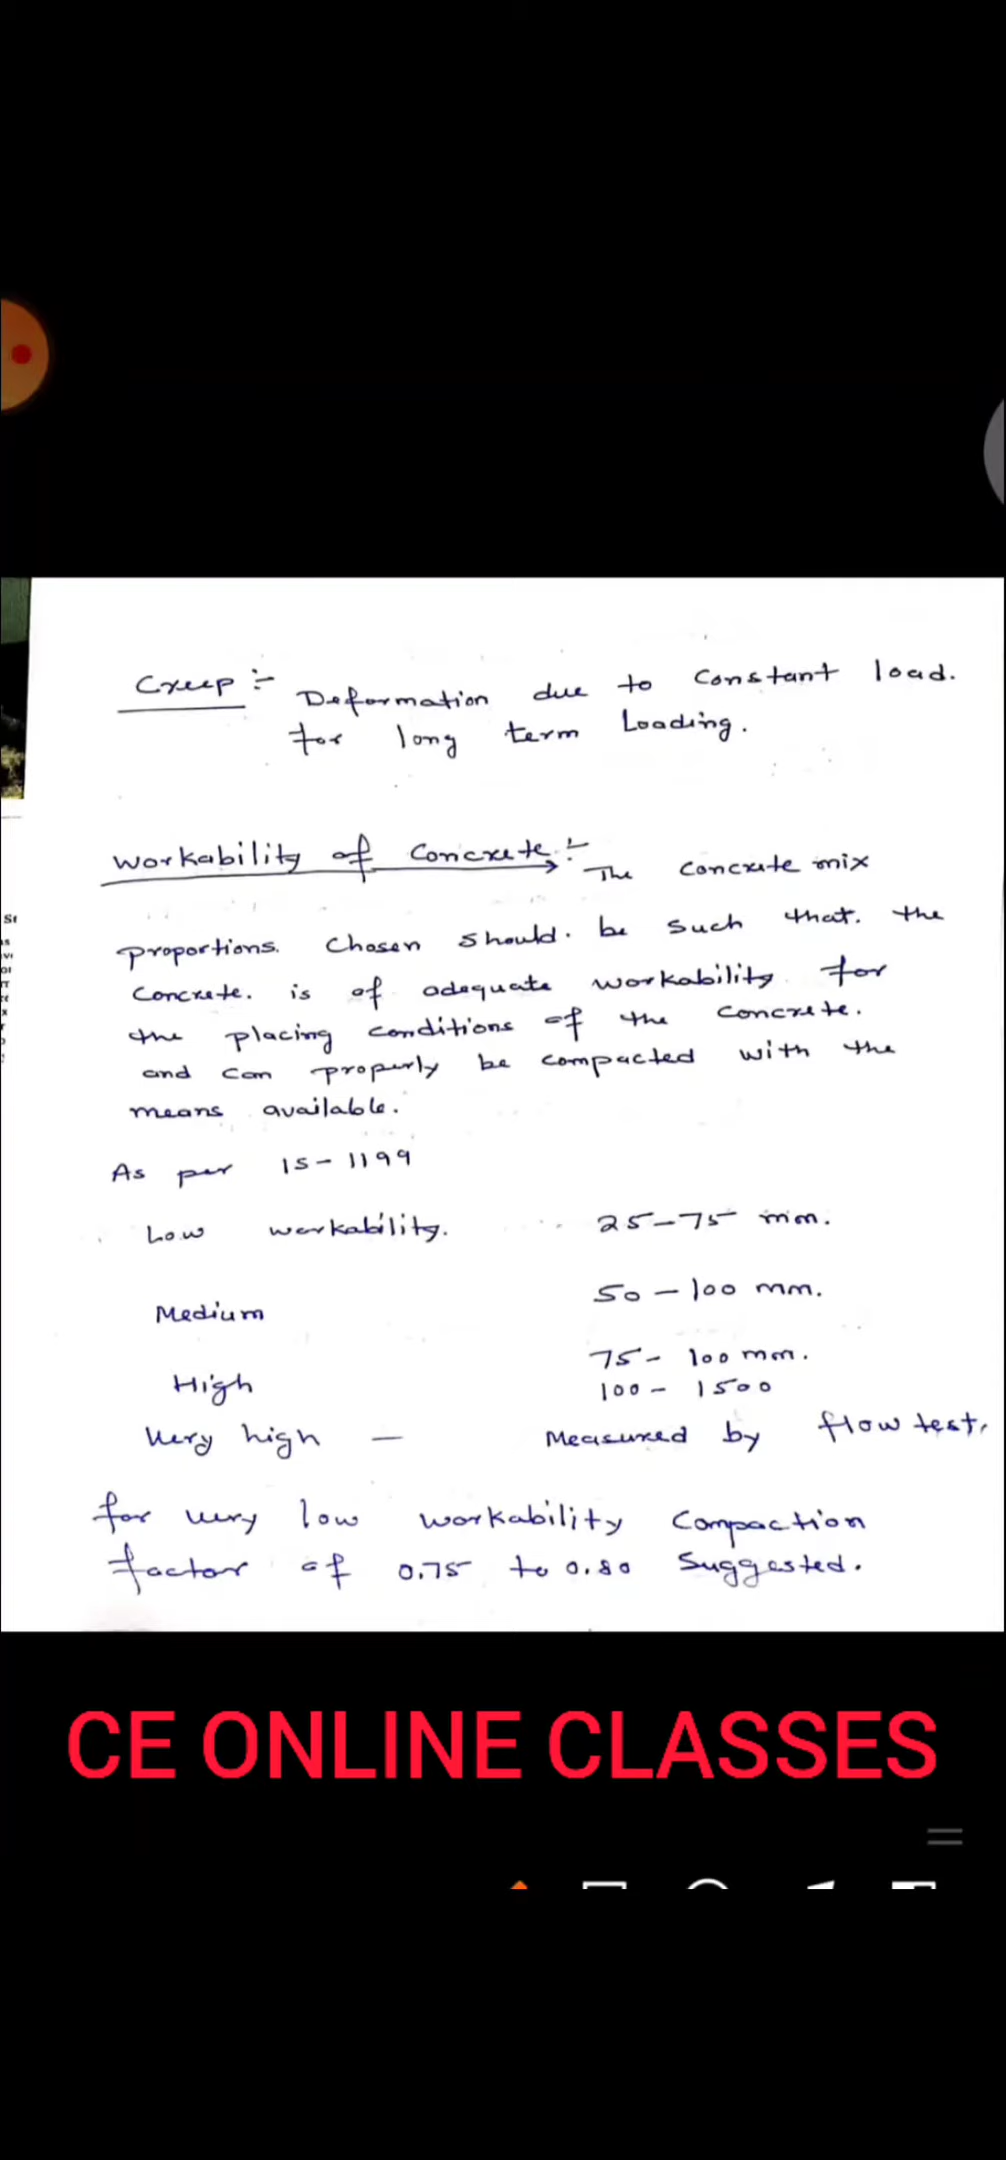 Creep :-
Deformation due to constant load.
for long term Loading.
Workability of Concrete :-
The concrete mix
proportions. chosen should. be such that. the
concrete. is of adequate workability for
the placing conditions of the concrete.
and can properly be compacted with the
means available.
As per IS-1199
Low workability. 25-75 mm.
Medium 50-100 mm.
75-100 mm.
High 100-1500
Very high — Measured by flow test.
for very low workability compaction
factor of 0.75 to 0.80 suggested.
CE ONLINE CLASSES